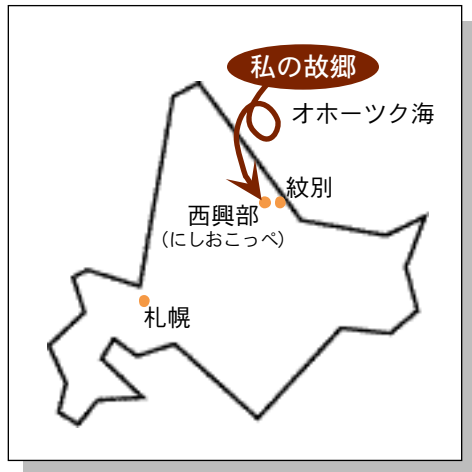 私の故郷
オホーツク海
紋別
西興部
(にしおこっぺ)
札幌